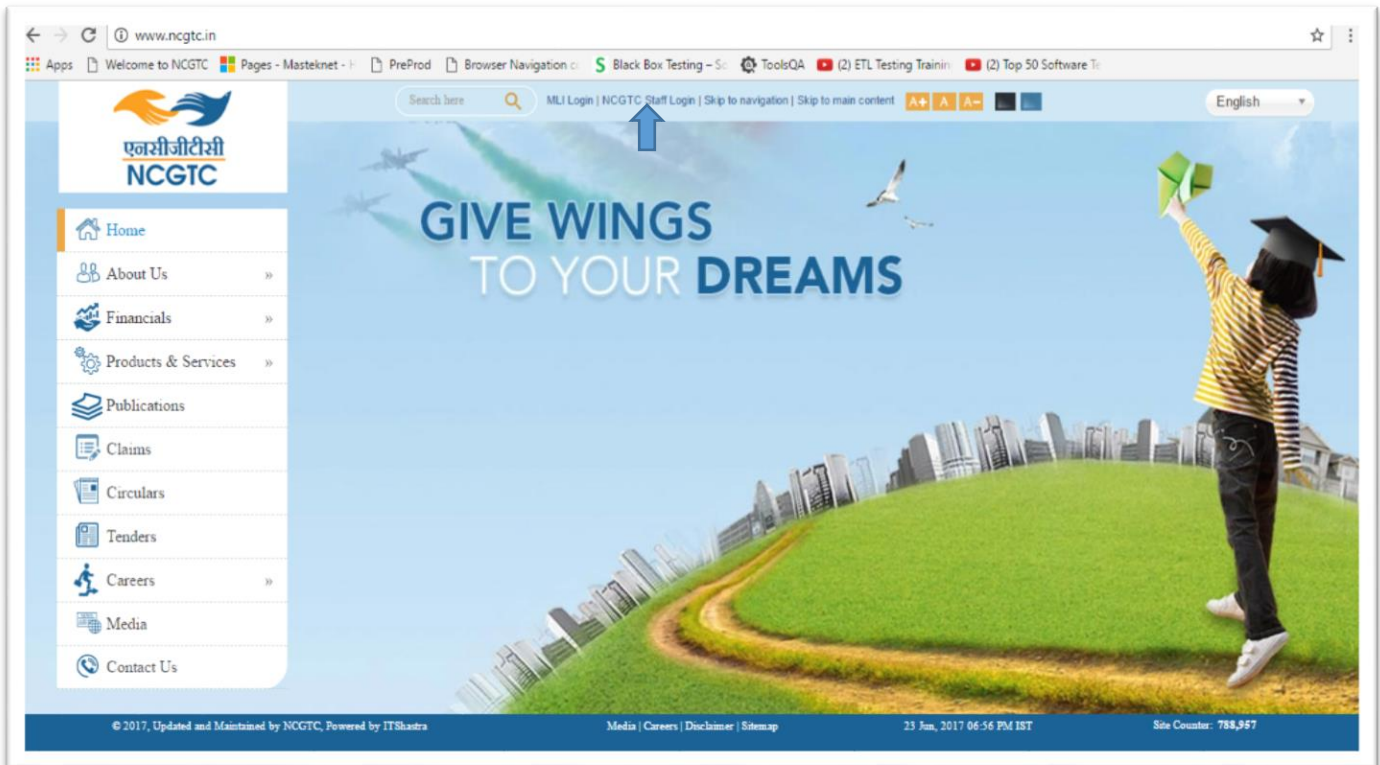 www.ncgtc.in
Apps Welcome to NCGTC Pages - Masteknet - H PreProd Browser Navigation c Black Box Testing – So ToolsQA (2) ETL Testing Trainin (2) Top 50 Software Te
Search here MLI Login | NCGTC Staff Login | Skip to navigation | Skip to main content A+ A A- English
एनसीजीटीसी
NCGTC
GIVE WINGS
TO YOUR DREAMS
Home
About Us »
Financials »
Products & Services »
Publications
Claims
Circulars
Tenders
Careers »
Media
Contact Us
© 2017, Updated and Maintained by NCGTC, Powered by ITShastra Media | Careers | Disclaimer | Sitemap 23 Jun, 2017 06:56 PM IST Site Counter: 788,957